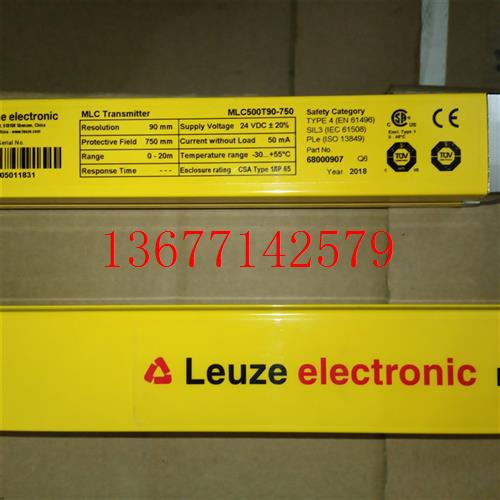 ze electronic
MLC Transmitter MLC500T90-750
Resolution 90 mm Supply Voltage 24 VDC ± 20%
Protective Field 750 mm Current without Load 50 mA
Range 0 - 20m Temperature range -30...+55°C
Response Time - - - Enclosure rating CSA Type 1/IP 65
Safety Category
TYPE 4 (EN 61496)
SIL3 (IEC 61508)
PLe (ISO 13849)
Part No.
68000907 Q6
Year 2018
Serial No.
05011831
13677142579
Leuze electronic